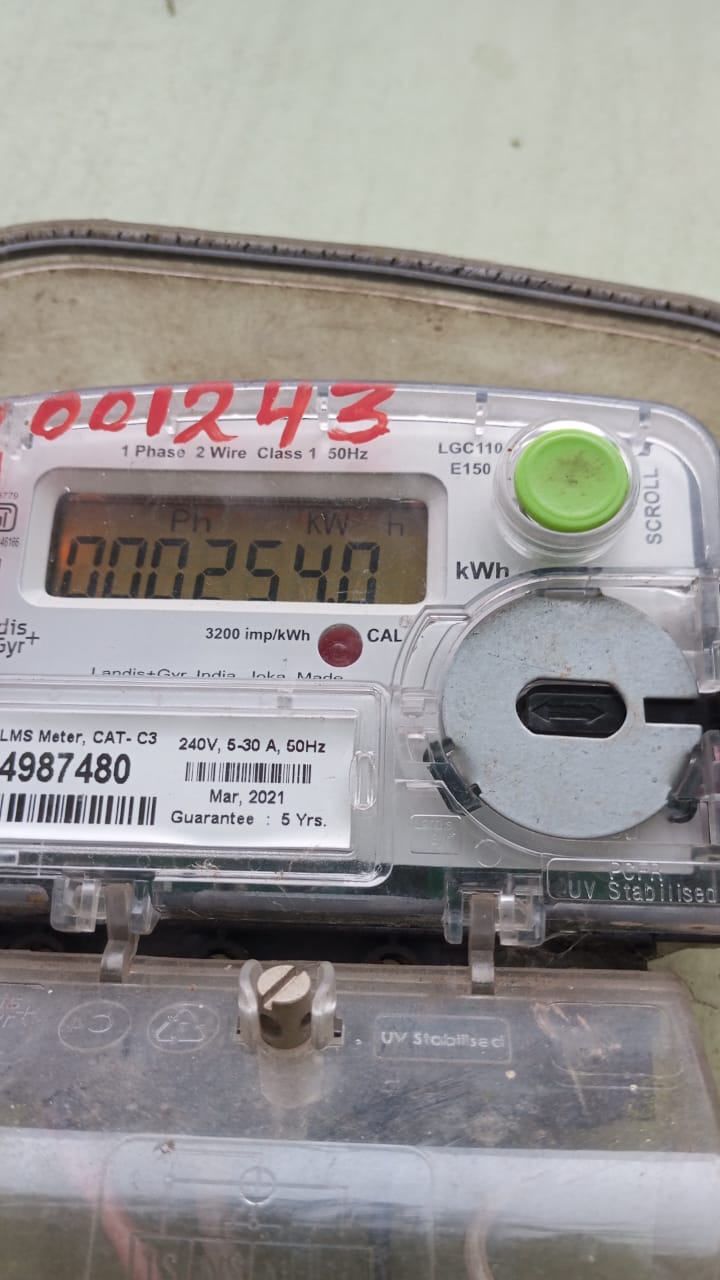 001243
1 Phase 2 Wire Class 1 50Hz
LGC110
E150
SCROLL
Ph kW h
000254.0
kWh
3200 imp/kWh
CAL
Landis+Gyr India, Joka, Made
LMS Meter, CAT- C3
4987480
240V, 5-30 A, 50Hz
Mar, 2021
Guarantee : 5 Yrs.
UV Stabilised
UV Stabilised